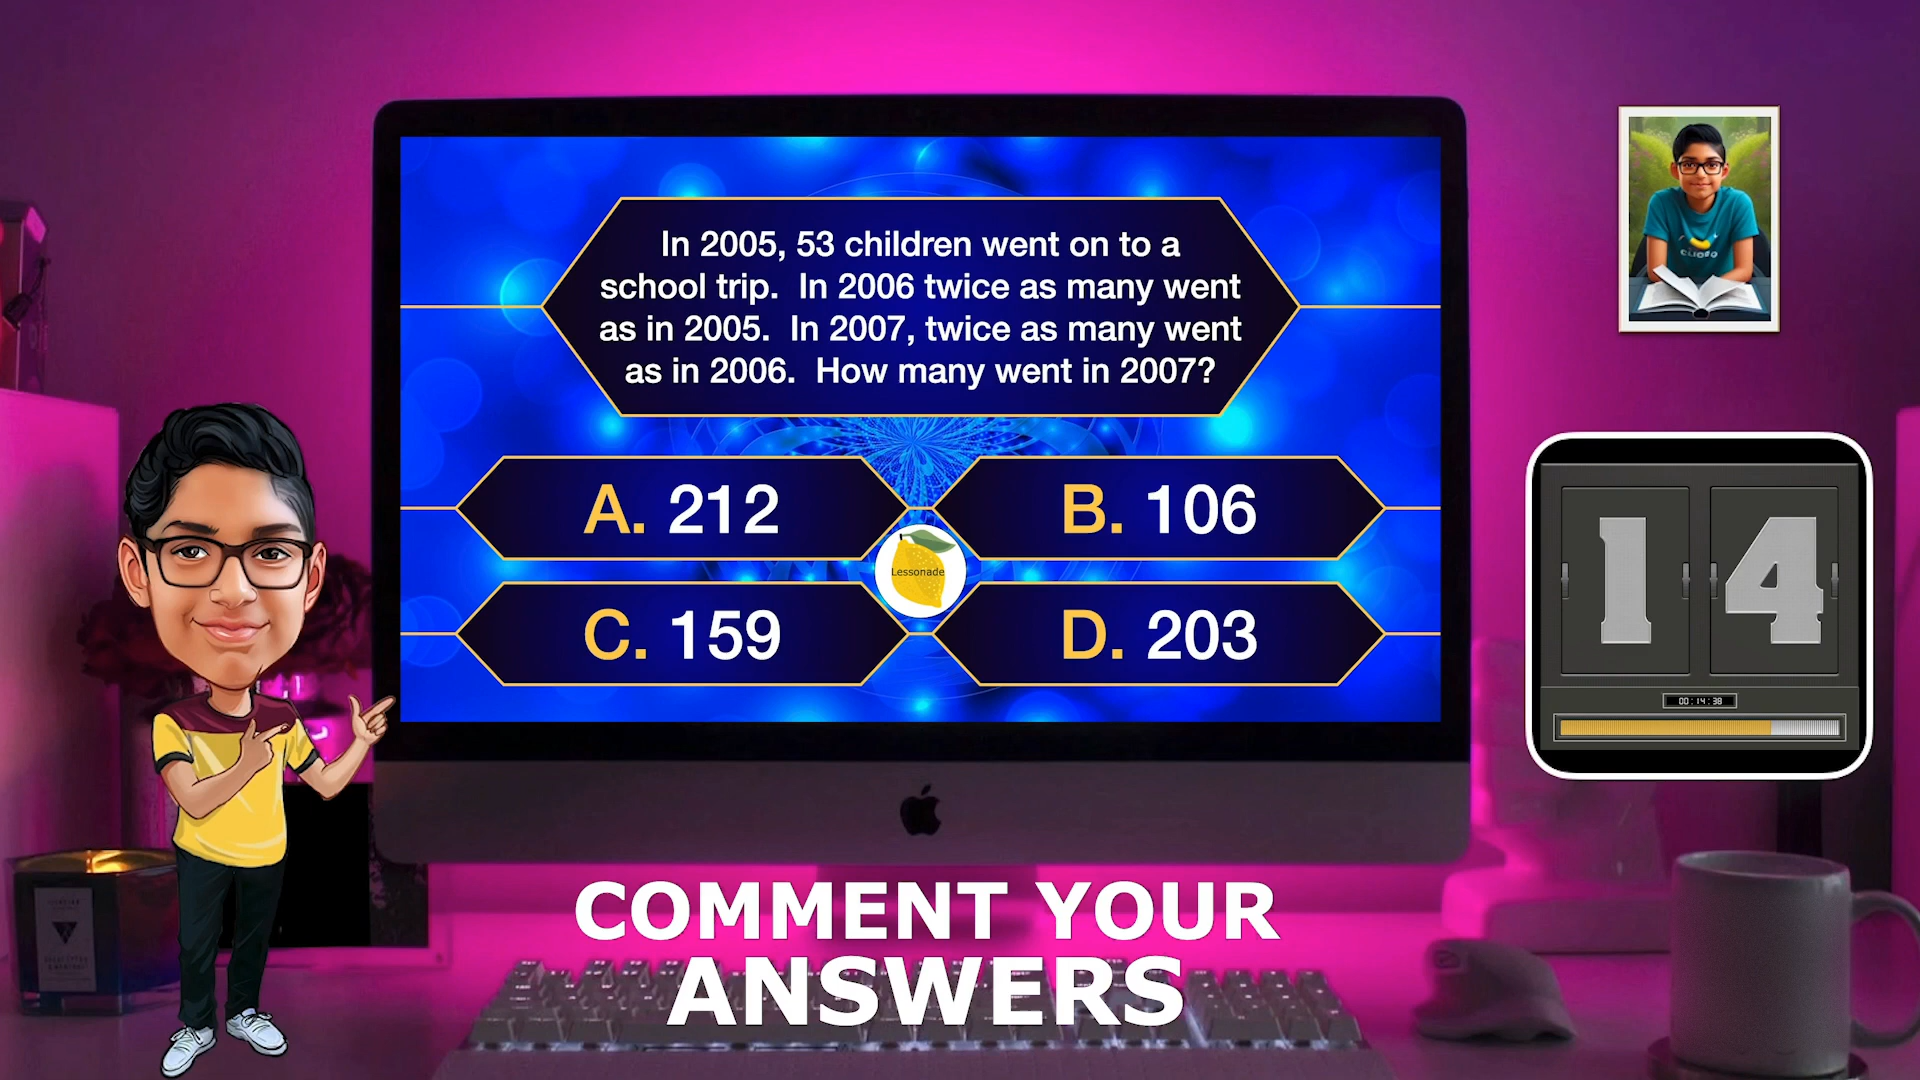 In 2005, 53 children went on to a
school trip.  In 2006 twice as many went
as in 2005.  In 2007, twice as many went
as in 2006.  How many went in 2007?
A. 212
B. 106
Lessonade
C. 159
D. 203
14
00:14:38
COMMENT YOUR
ANSWERS